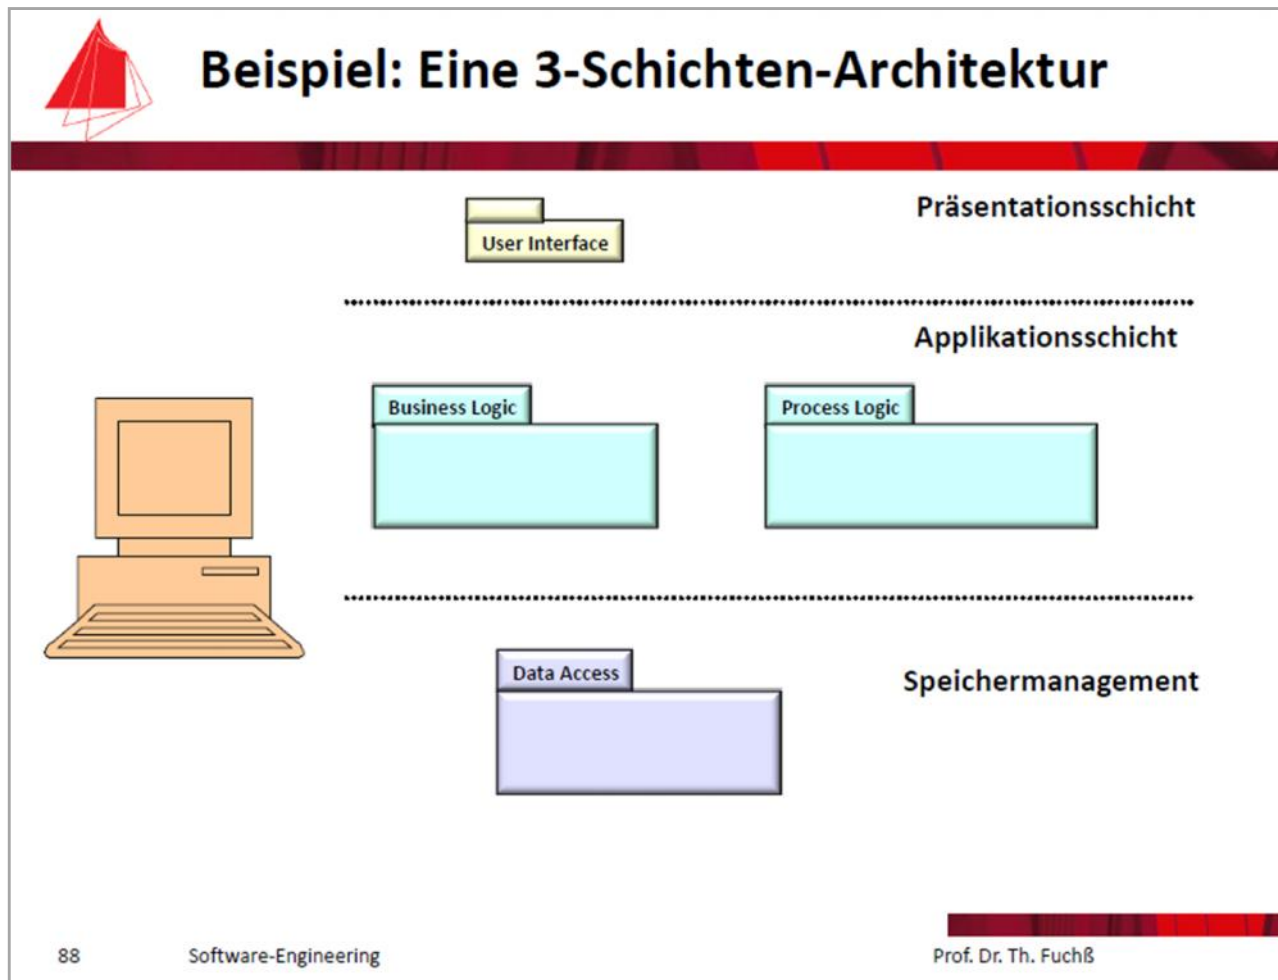 Beispiel: Eine 3-Schichten-Architektur
Präsentationsschicht
User Interface
Applikationsschicht
Business Logic
Process Logic
Data Access
Speichermanagement
88
Software-Engineering
Prof. Dr. Th. Fuchß